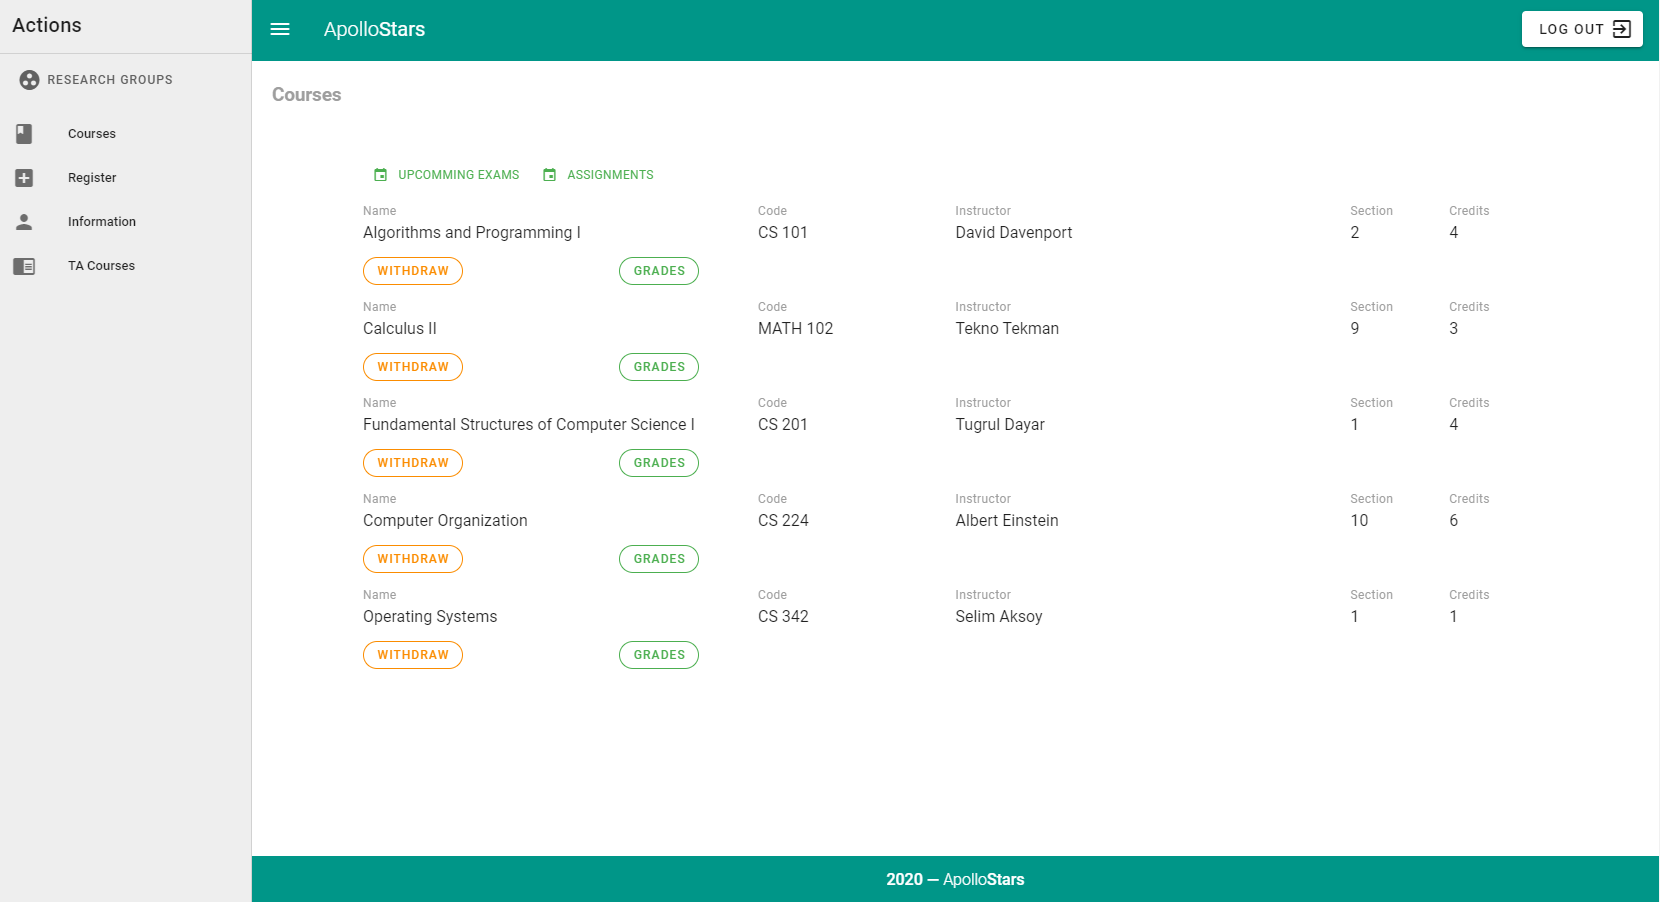 Actions
RESEARCH GROUPS
Courses
Register
Information
TA Courses
ApolloStars
LOG OUT
Courses
UPCOMMING EXAMS ASSIGNMENTS
Name Code Instructor Section Credits
Algorithms and Programming I CS 101 David Davenport 2 4
WITHDRAW GRADES
Name Code Instructor Section Credits
Calculus II MATH 102 Tekno Tekman 9 3
WITHDRAW GRADES
Name Code Instructor Section Credits
Fundamental Structures of Computer Science I CS 201 Tugrul Dayar 1 4
WITHDRAW GRADES
Name Code Instructor Section Credits
Computer Organization CS 224 Albert Einstein 10 6
WITHDRAW GRADES
Name Code Instructor Section Credits
Operating Systems CS 342 Selim Aksoy 1 1
WITHDRAW GRADES
2020 — ApolloStars